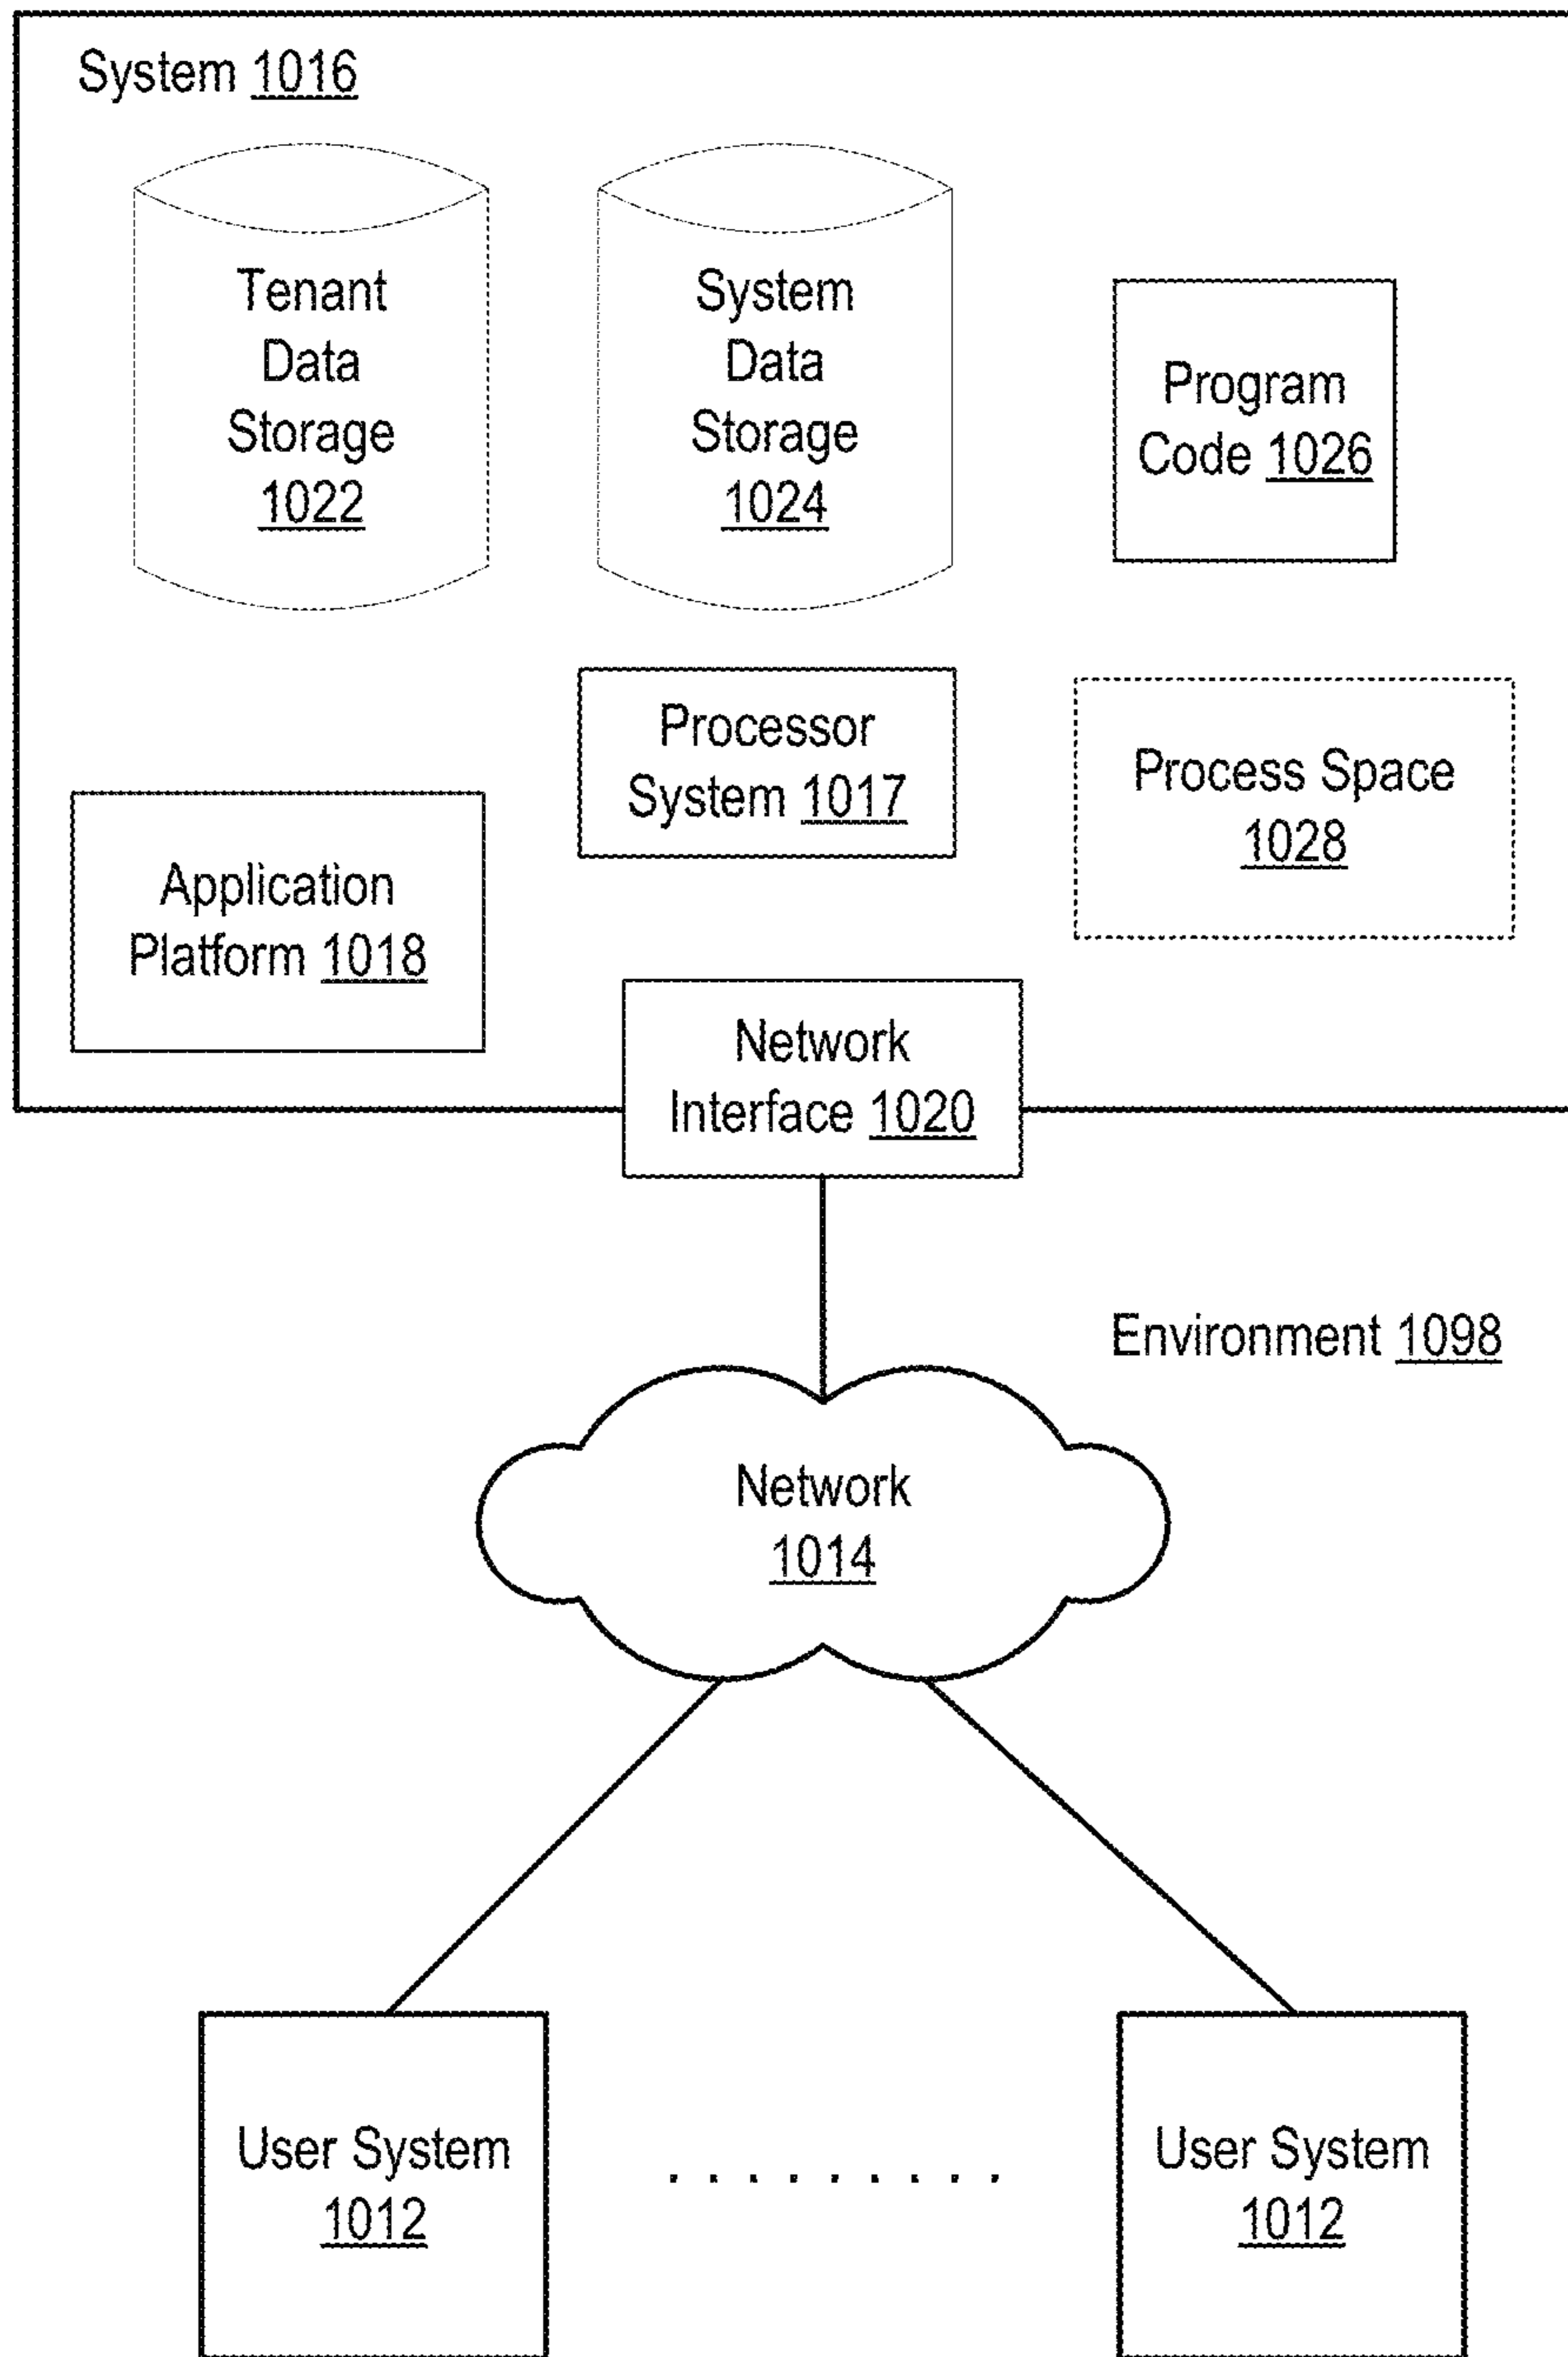 System 1016
Tenant
Data
Storage
1022
System
Data
Storage
1024
Program
Code 1026
Processor
System 1017
Process Space
1028
Application
Platform 1018
Network
Interface 1020
Environment 1098
Network
1014
User System
1012
. . . . . . . . .
User System
1012